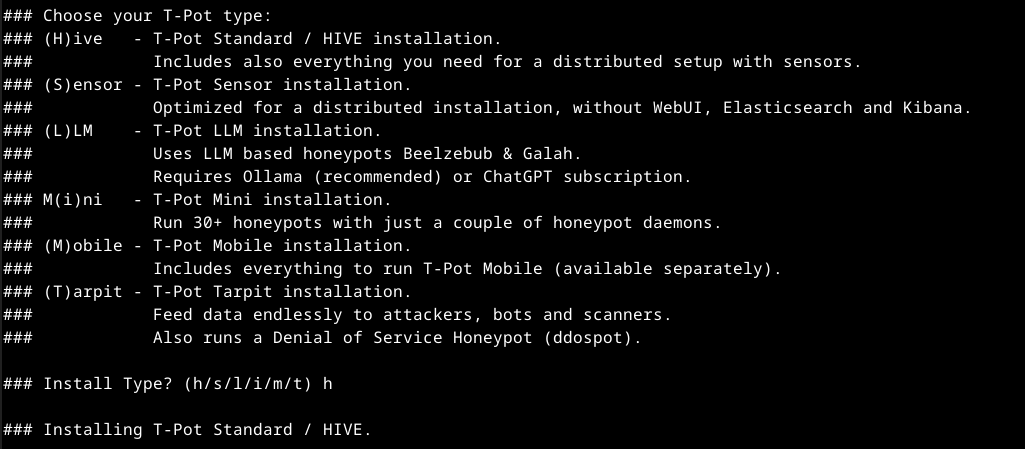 ### Choose your T-Pot type:
### (H)ive   - T-Pot Standard / HIVE installation.
###            Includes also everything you need for a distributed setup with sensors.
### (S)ensor - T-Pot Sensor installation.
###            Optimized for a distributed installation, without WebUI, Elasticsearch and Kibana.
### (L)LM    - T-Pot LLM installation.
###            Uses LLM based honeypots Beelzebub & Galah.
###            Requires Ollama (recommended) or ChatGPT subscription.
### M(i)ni   - T-Pot Mini installation.
###            Run 30+ honeypots with just a couple of honeypot daemons.
### (M)obile - T-Pot Mobile installation.
###            Includes everything to run T-Pot Mobile (available separately).
### (T)arpit - T-Pot Tarpit installation.
###            Feed data endlessly to attackers, bots and scanners.
###            Also runs a Denial of Service Honeypot (ddospot).
### Install Type? (h/s/l/i/m/t) h
### Installing T-Pot Standard / HIVE.